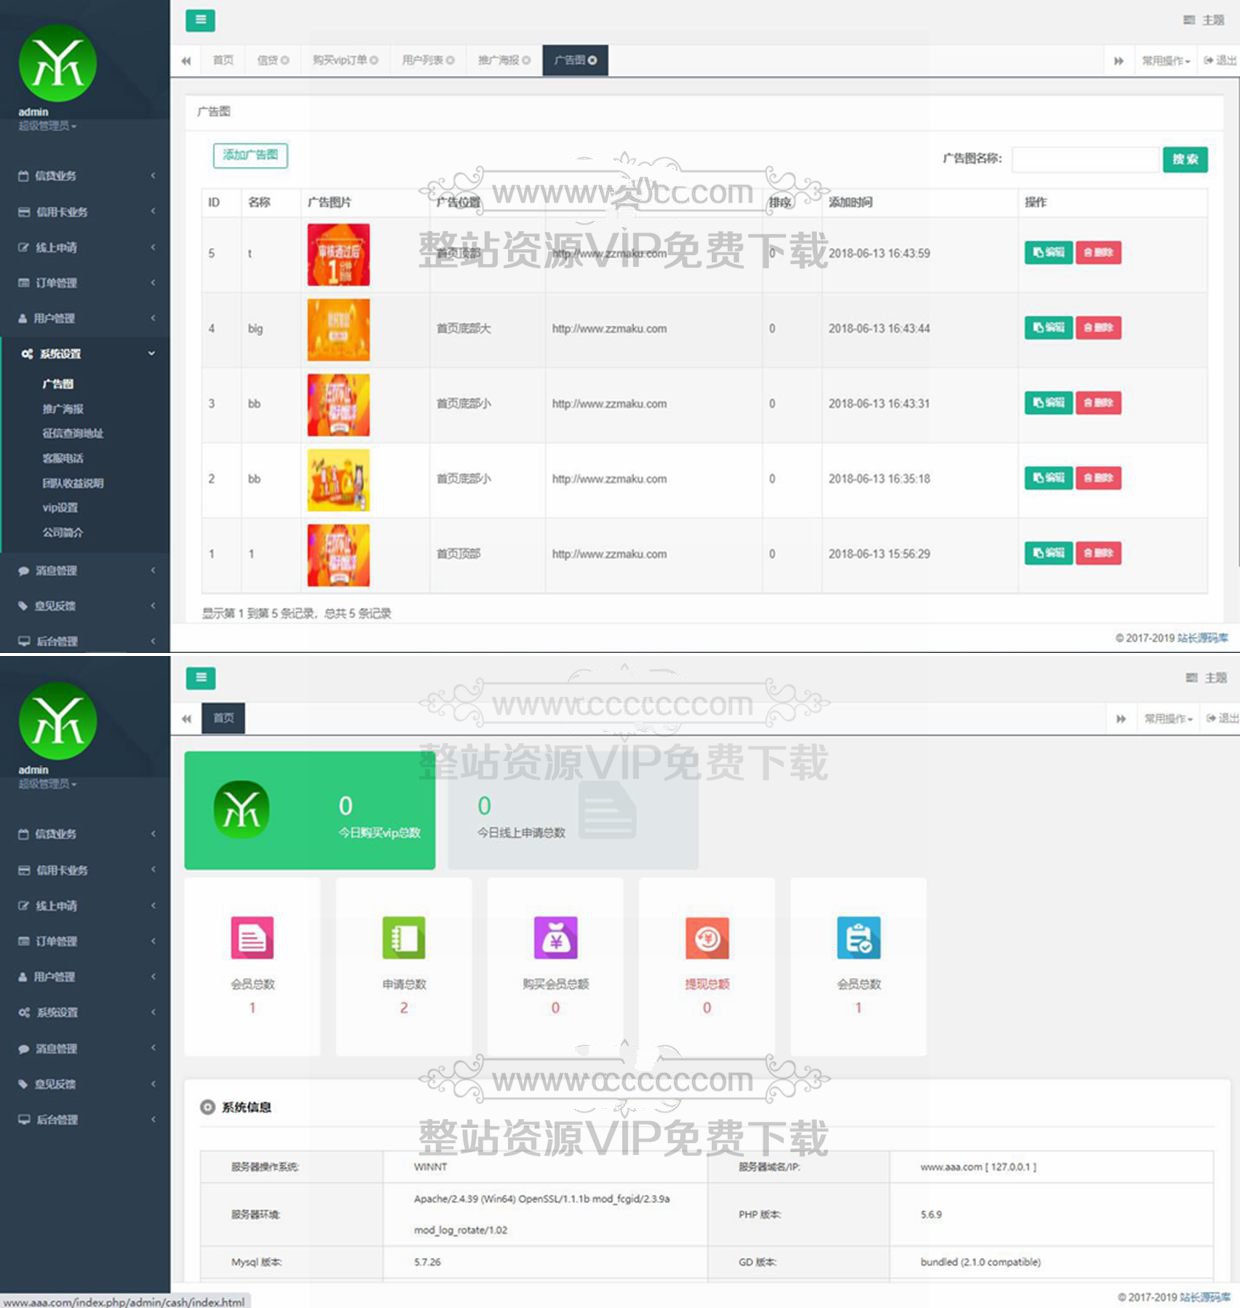 主题
首页
信贷
购买vip订单
用户列表
推广海报
广告图
常用操作
退出
admin
超级管理员
信贷业务
信用卡业务
线上申请
订单管理
用户管理
系统设置
广告图
推广海报
征信查询地址
客服电话
团队收益说明
vip设置
公司简介
消息管理
意见反馈
后台管理
广告图
添加广告图
广告图名称:
搜索
ID 名称 广告图片 广告位置 排序 添加时间 操作
5 t 首页顶部 http://www.zzmaku.com 0 2018-06-13 16:43:59 编辑 删除
审核通过后
4 big 首页底部大 http://www.zzmaku.com 0 2018-06-13 16:43:44 编辑 删除
3 bb 首页底部小 http://www.zzmaku.com 0 2018-06-13 16:43:31 编辑 删除
2 bb 首页底部小 http://www.zzmaku.com 0 2018-06-13 16:35:18 编辑 删除
1 1 首页顶部 http://www.zzmaku.com 0 2018-06-13 15:56:29 编辑 删除
整站资源VIP免费下载
显示第 1 到第 5 条记录，总共 5 条记录
© 2017-2019 站长源码库
主题
首页
常用操作
退出
admin
超级管理员
信贷业务
信用卡业务
线上申请
订单管理
用户管理
系统设置
消息管理
意见反馈
后台管理
www.ccccccc.com
整站资源VIP免费下载
0
今日购买vip总数
0
今日线上申请总数
会员总数
1
申请总数
2
购买会员总额
0
提现总额
0
会员总数
1
整站资源VIP免费下载
系统信息
服务器操作系统: WINNT 服务器域名/IP: www.aaa.com [ 127.0.0.1 ]
服务器环境: Apache/2.4.39 (Win64) OpenSSL/1.1.1b mod_fcgid/2.3.9a mod_log_rotate/1.02 PHP 版本: 5.6.9
Mysql 版本: 5.7.26 GD 版本: bundled (2.1.0 compatible)
© 2017-2019 站长源码库
www.aaa.com/index.php/admin/cash/index.html